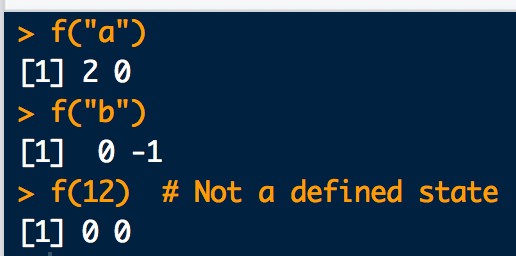 > f("a")
[1] 2 0
> f("b")
[1]  0 -1
> f(12)  # Not a defined state
[1] 0 0